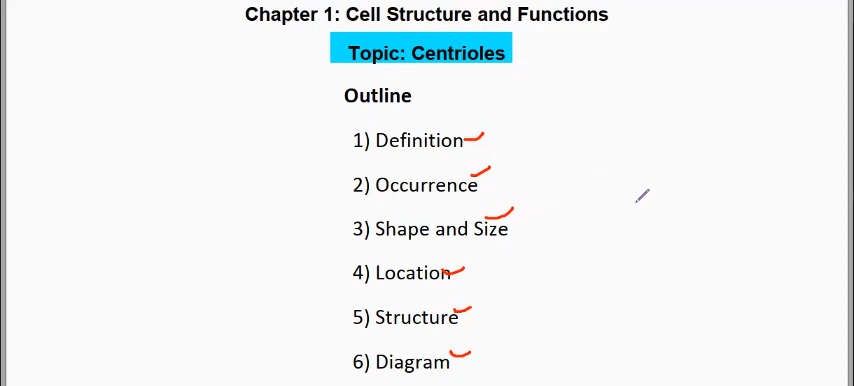 Chapter 1: Cell Structure and Functions
Topic: Centrioles
Outline
1) Definition
2) Occurrence
3) Shape and Size
4) Location
5) Structure
6) Diagram